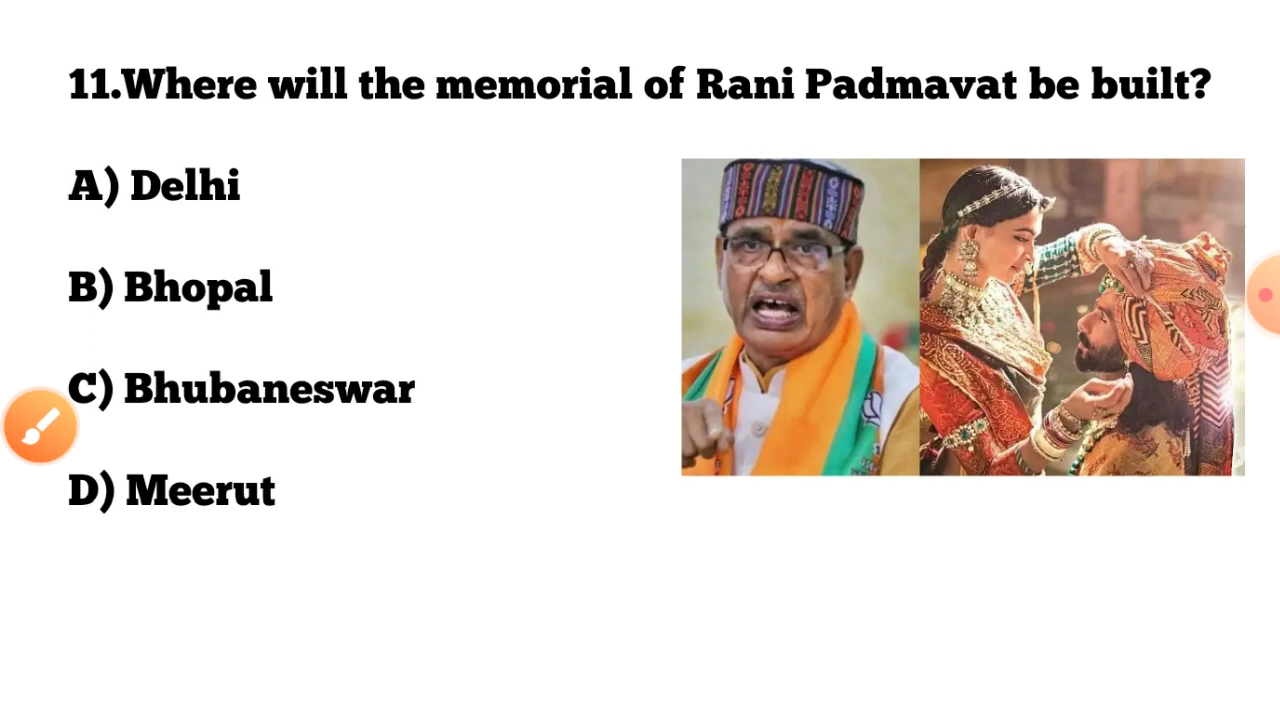 11.Where will the memorial of Rani Padmavat be built?
A) Delhi
B) Bhopal
C) Bhubaneswar
D) Meerut